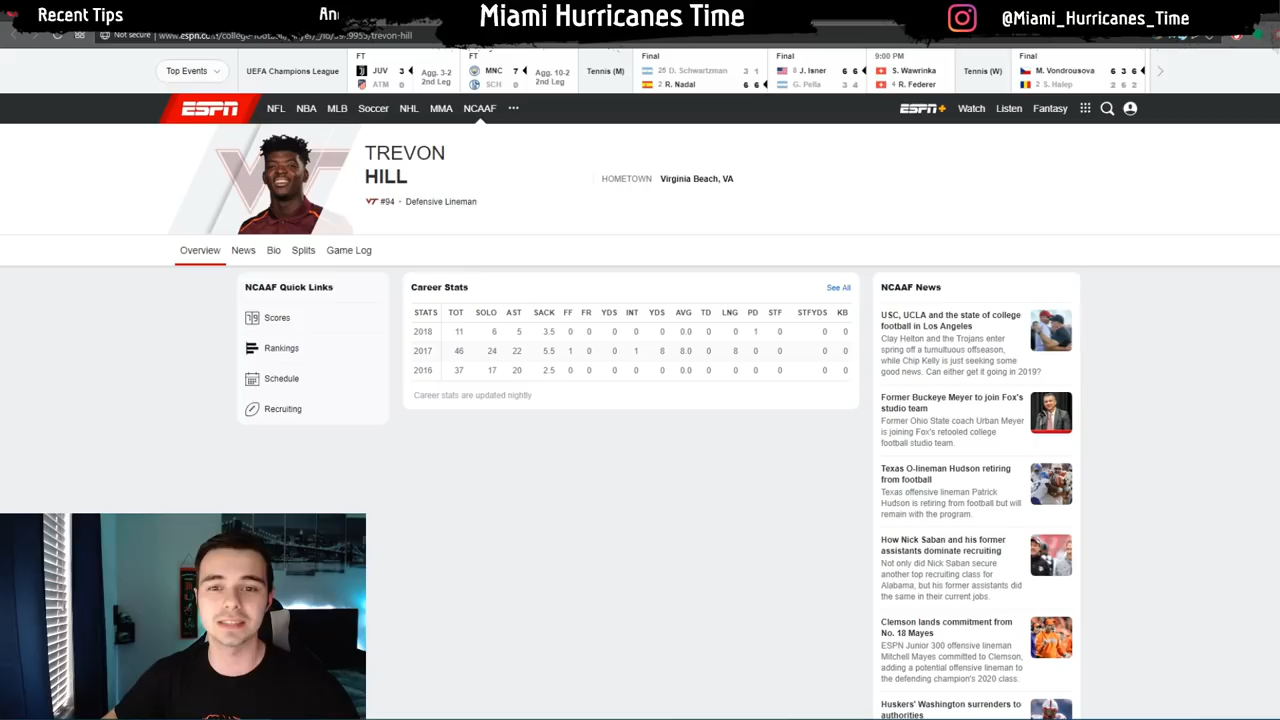 Recent Tips
An
Miami Hurricanes Time
@Miami_Hurricanes_Time
Not secure
Top Events
UEFA Champions League
FT
JUV 3
ATM 0
Agg. 3-2
2nd Leg
FT
MNC 7
SCH 0
Agg. 10-2
2nd Leg
Tennis (M)
Final
25 D. Schwartzman 3 1
2 R. Nadal 6 6
Final
8 J. Isner 6 6
G. Pella 3 4
9:00 PM
S. Wawrinka
4 R. Federer
Tennis (W)
Final
M. Vondrousova 6 3 6
2 S. Halep 2 6 2
ESPN
NFL NBA MLB Soccer NHL MMA NCAAF ...
ESPN+ Watch Listen Fantasy
TREVON
HILL
VT #94 · Defensive Lineman
HOMETOWN Virginia Beach, VA
Overview News Bio Splits Game Log
NCAAF Quick Links
Scores
Rankings
Schedule
Recruiting
Career Stats See All
STATS TOT SOLO AST SACK FF FR YDS INT YDS AVG TD LNG PD STF STFYDS KB
2018 11 6 5 3.5 0 0 0 0 0 0.0 0 0 1 0 0 0
2017 46 24 22 5.5 1 0 0 1 8 8.0 0 8 0 0 0 0
2016 37 17 20 2.5 0 0 0 0 0 0.0 0 0 0 0 0 0
Career stats are updated nightly
NCAAF News
USC, UCLA and the state of college
football in Los Angeles
Clay Helton and the Trojans enter
spring off a tumultuous offseason,
while Chip Kelly is just seeking some
good news. Can either get it going in 2019?
Former Buckeye Meyer to join Fox's
studio team
Former Ohio State coach Urban Meyer
is joining Fox's retooled college
football studio team.
Texas O-lineman Hudson retiring
from football
Texas offensive lineman Patrick
Hudson is retiring from football but will
remain with the program.
How Nick Saban and his former
assistants dominate recruiting
Not only did Nick Saban secure
another top recruiting class for
Alabama, but his former assistants did
the same in their current jobs.
Clemson lands commitment from
No. 18 Mayes
ESPN Junior 300 offensive lineman
Mitchell Mayes committed to Clemson,
adding a potential offensive lineman to
the defending champion's 2020 class.
Huskers' Washington surrenders to
authorities